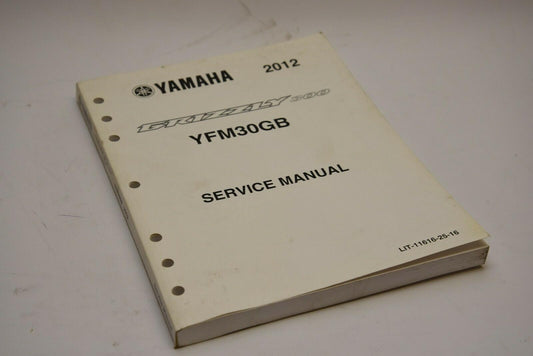 YAMAHA 2012
GRIZZLY 300
YFM30GB
SERVICE MANUAL
LIT-11616-25-16